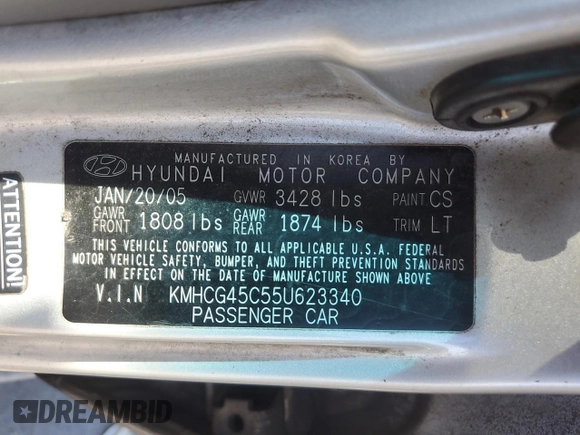 MANUFACTURED IN KOREA BY
HYUNDAI MOTOR COMPANY
JAN/20/05 GVWR 3428 lbs PAINT CS
GAWR FRONT 1808 lbs GAWR REAR 1874 lbs TRIM LT
THIS VEHICLE CONFORMS TO ALL APPLICABLE U.S.A. FEDERAL
MOTOR VEHICLE SAFETY, BUMPER, AND THEFT PREVENTION STANDARDS
IN EFFECT ON THE DATE OF MANUFACTURE SHOWN ABOVE
V.I.N KMHCG45C55U623340
PASSENGER CAR
ATTENTION!
DREAMBID